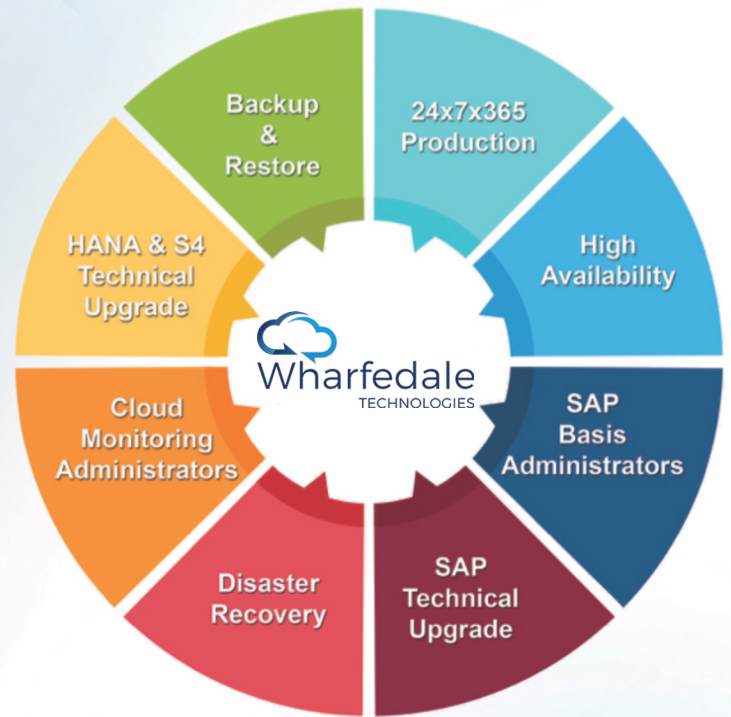 Backup
&
Restore
24x7x365
Production
High
Availability
SAP
Basis
Administrators
SAP
Technical
Upgrade
Disaster
Recovery
Cloud
Monitoring
Administrators
HANA & S4
Technical
Upgrade
Wharfedale
TECHNOLOGIES